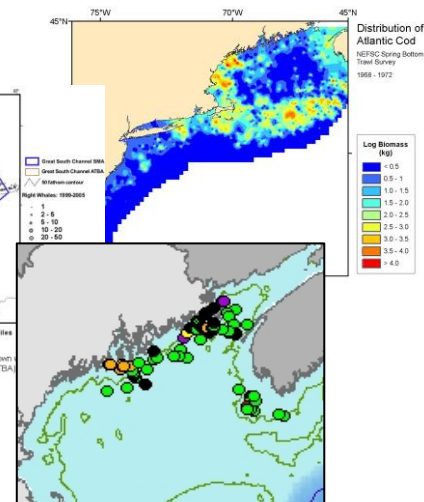 75°W 70°W 45°N
45°N
Distribution of
Atlantic Cod
NEFSC Spring Bottom
Trawl Survey
1968 - 1972
Log Biomass
(kg)
< 0.5
0.5 - 1
1.0 - 1.5
1.5 - 2.0
2.0 - 2.5
2.5 - 3.0
3.0 - 3.5
3.5 - 4.0
> 4.0
Great South Channel SMA
Great South Channel ATBA
50 fathom contour
Right Whales: 1999-2005
1
2 - 5
5 - 10
10 - 20
20 - 50